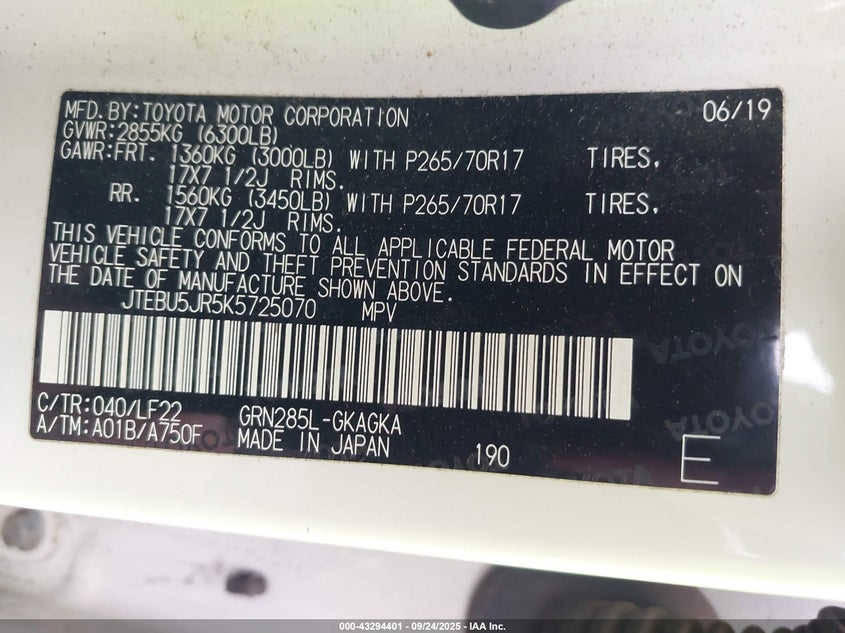 MFD. BY:TOYOTA MOTOR CORPORATION 06/19
GVWR:2855KG (6300LB)
GAWR:FRT. 1360KG (3000LB) WITH P265/70R17 TIRES,
17X7 1/2J RIMS.
RR. 1560KG (3450LB) WITH P265/70R17 TIRES,
17X7 1/2J RIMS.
THIS VEHICLE CONFORMS TO ALL APPLICABLE FEDERAL MOTOR
VEHICLE SAFETY AND THEFT PREVENTION STANDARDS IN EFFECT ON
THE DATE OF MANUFACTURE SHOWN ABOVE.
JTEBU5JR5K5725070 MPV
TOYOTA
C/TR:040/LF22 GRN285L-GKAGKA
A/TM:A01B/A750F MADE IN JAPAN 190 E
000-43294401 - 09/24/2025 - IAA Inc.